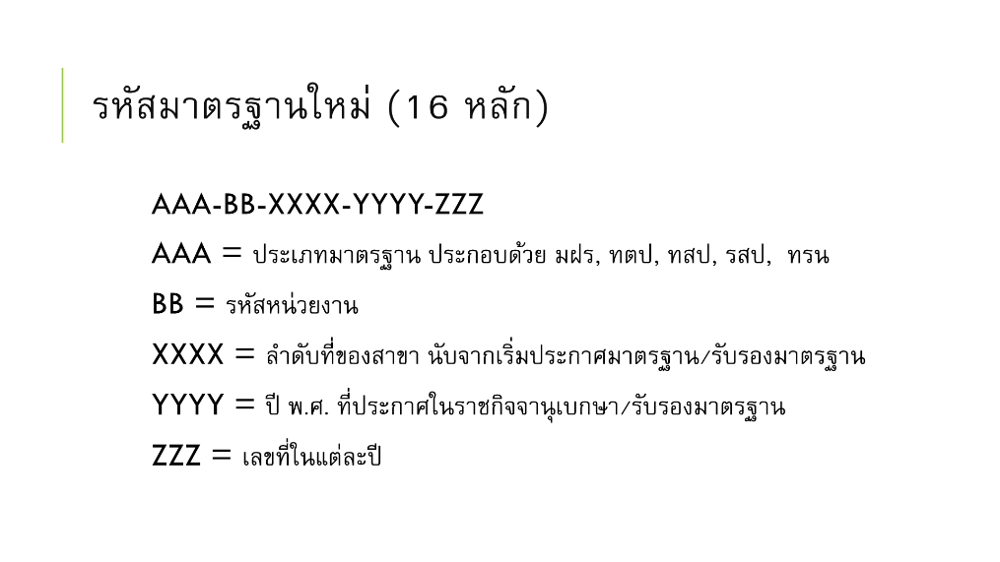 รหัสมาตรฐานใหม่ (16 หลัก)
AAA-BB-XXXX-YYYY-ZZZ
AAA = ประเภทมาตรฐาน ประกอบด้วย มฝร, ทตป, ทสป, รสป,  ทรน
BB = รหัสหน่วยงาน
XXXX = ลำดับที่ของสาขา นับจากเริ่มประกาศมาตรฐาน/รับรองมาตรฐาน
YYYY = ปี พ.ศ. ที่ประกาศในราชกิจจานุเบกษา/รับรองมาตรฐาน
ZZZ = เลขที่ในแต่ละปี